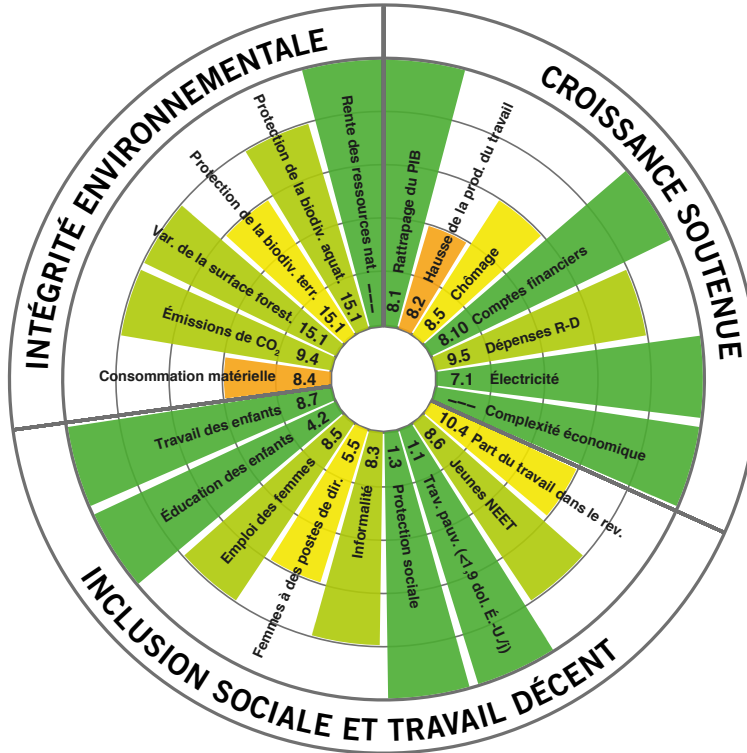 INTÉGRITÉ ENVIRONNEMENTALE
CROISSANCE SOUTENUE
INCLUSION SOCIALE ET TRAVAIL DÉCENT
8.1 Rattrapage du PIB
8.2 Hausse de la prod. du travail
8.5 Chômage
8.10 Comptes financiers
9.5 Dépenses R-D
7.1 Électricité
--- Complexité économique
10.4 Part du travail dans le rev.
8.6 Jeunes NEET
1.1 Trav. pauv. (<1,9 dol. É.-U./j)
1.3 Protection sociale
Informalité 8.3
Femmes à des postes de dir. 5.5
Emploi des femmes 8.5
Éducation des enfants 4.2
Travail des enfants 8.7
Consommation matérielle 8.4
Émissions de CO2 9.4
Var. de la surface forest. 15.1
Protection de la biodiv. terr. 15.1
Protection de la biodiv. aquat. 15.1
Rente des ressources nat. ---